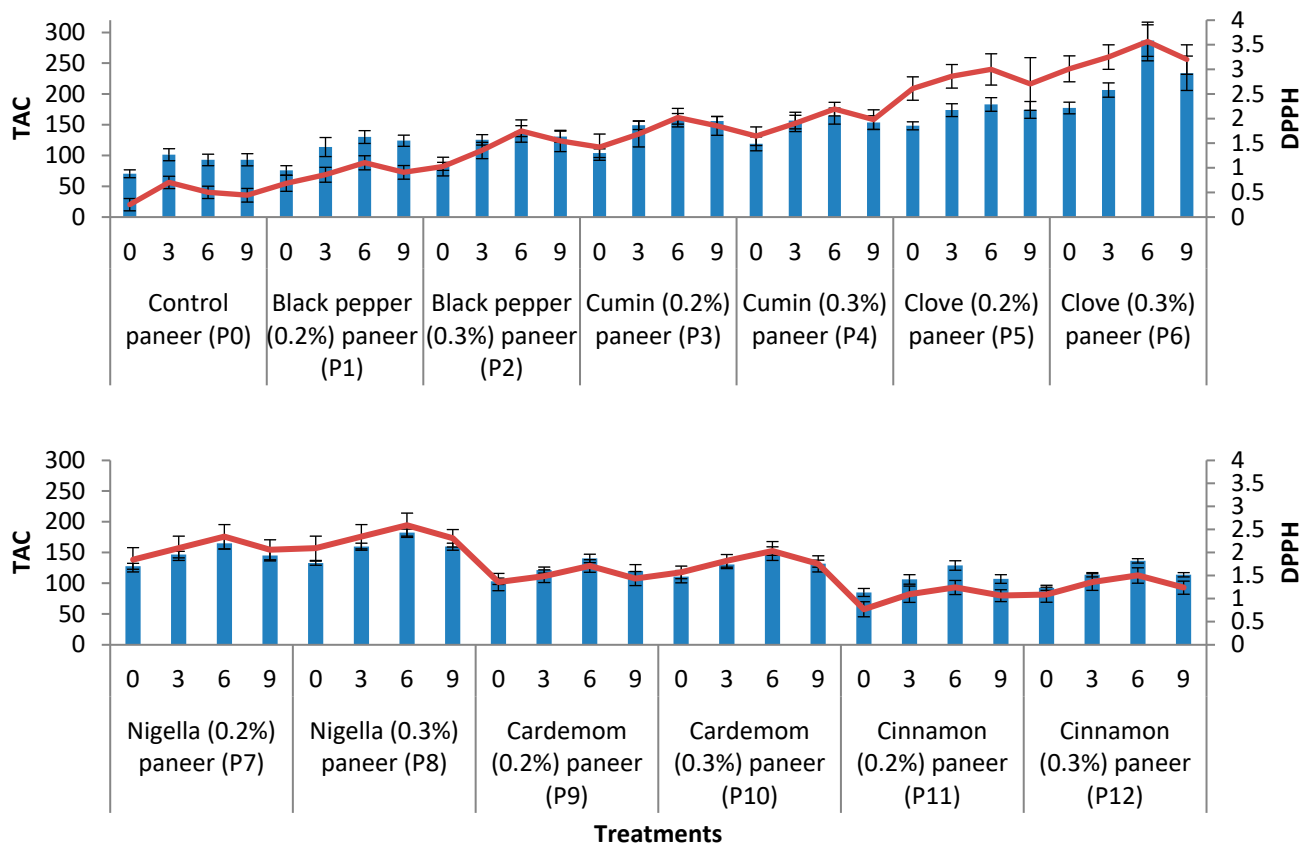 300
250
200
150
100
50
0
TAC
4
3.5
3
2.5
2
1.5
1
0.5
0
DPPH
0 3 6 9 0 3 6 9 0 3 6 9 0 3 6 9 0 3 6 9 0 3 6 9 0 3 6 9
Control
paneer (P0)
Black pepper
(0.2%) paneer
(P1)
Black pepper
(0.3%) paneer
(P2)
Cumin (0.2%)
paneer (P3)
Cumin (0.3%)
paneer (P4)
Clove (0.2%)
paneer (P5)
Clove (0.3%)
paneer (P6)
300
250
200
150
100
50
0
TAC
4
3.5
3
2.5
2
1.5
1
0.5
0
DPPH
0 3 6 9 0 3 6 9 0 3 6 9 0 3 6 9 0 3 6 9 0 3 6 9
Nigella (0.2%)
paneer (P7)
Nigella (0.3%)
paneer (P8)
Cardemom
(0.2%) paneer
(P9)
Cardemom
(0.3%) paneer
(P10)
Cinnamon
(0.2%) paneer
(P11)
Cinnamon
(0.3%) paneer
(P12)
Treatments